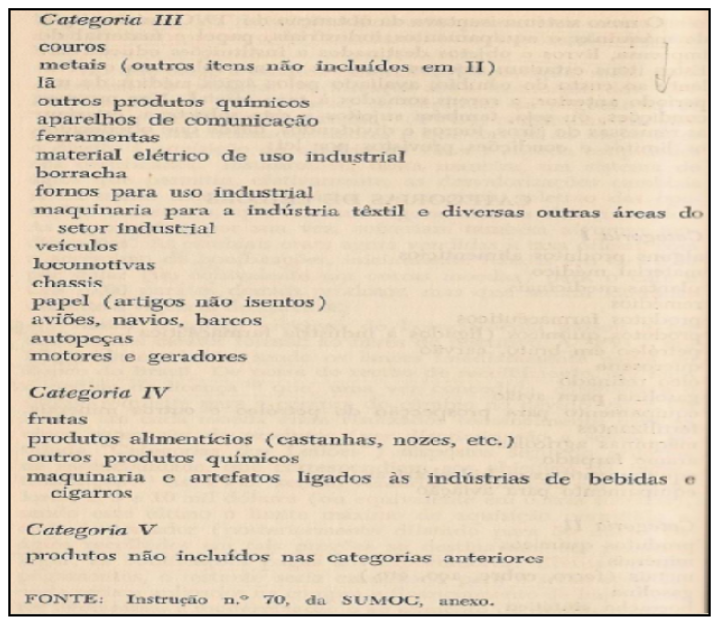 Categoria III
couros
metais (outros itens não incluídos em II)
lã
outros produtos químicos
aparelhos de comunicação
ferramentas
material elétrico de uso industrial
borracha
fornos para uso industrial
maquinaria para a indústria têxtil e diversas outras áreas do
setor industrial
veículos
locomotivas
chassis
papel (artigos não isentos)
aviões, navios, barcos
autopeças
motores e geradores
Categoria IV
frutas
produtos alimentícios (castanhas, nozes, etc.)
outros produtos químicos
maquinaria e artefatos ligados às indústrias de bebidas e
cigarros
Categoria V
produtos não incluídos nas categorias anteriores
FONTE: Instrução n.º 70, da SUMOC, anexo.